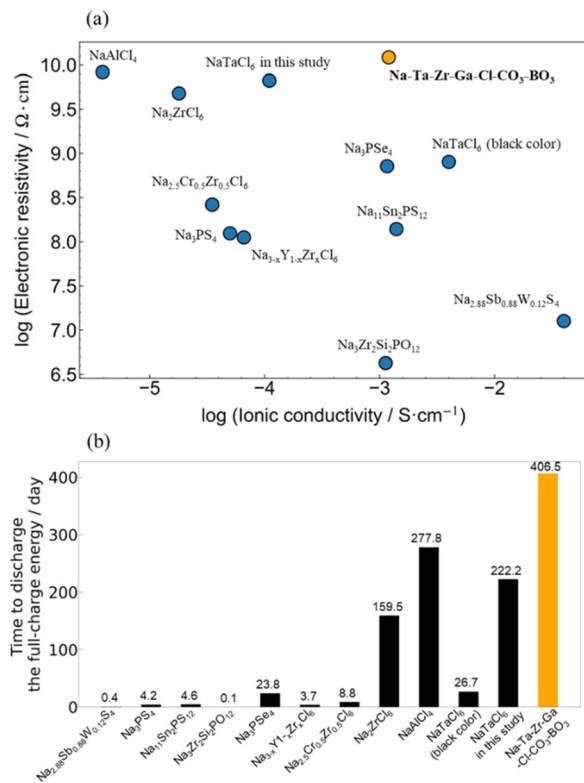 (a)
10.0
9.5
9.0
8.5
8.0
7.5
7.0
6.5
log (Electronic resistivity / Ω·cm)
NaAlCl₄
NaTaCl₆ in this study
Na-Ta-Zr-Ga-Cl-CO₃-BO₃
Na₂ZrCl₆
Na₃PSe₄
NaTaCl₆ (black color)
Na₂.₅Cr₀.₅Zr₀.₅Cl₆
Na₃PS₄
Na₁₁Sn₂PS₁₂
Na₃₋ₓY₁₋ₓZrₓCl₆
Na₂.₈₈Sb₀.₈₈W₀.₁₂S₄
Na₃Zr₂Si₂PO₁₂
−5
−4
−3
−2
log (Ionic conductivity / S·cm⁻¹)
(b)
Time to discharge
the full-charge energy / day
400
300
200
100
0
0.4
4.2
4.6
0.1
23.8
3.7
8.8
159.5
277.8
26.7
222.2
406.5
Na₂.₈₈Sb₀.₈₈W₀.₁₂S₄
Na₃PS₄
Na₁₁Sn₂PS₁₂
Na₃Zr₂Si₂PO₁₂
Na₃PSe₄
Na₃₋ₓY1₋ₓZrₓCl₆
Na₂.₅Cr₀.₅Zr₀.₅Cl₆
Na₂ZrCl₆
NaAlCl₄
NaTaCl₆
(black color)
NaTaCl₆
in this study
Na-Ta-Zr-Ga
-Cl-CO₃-BO₃